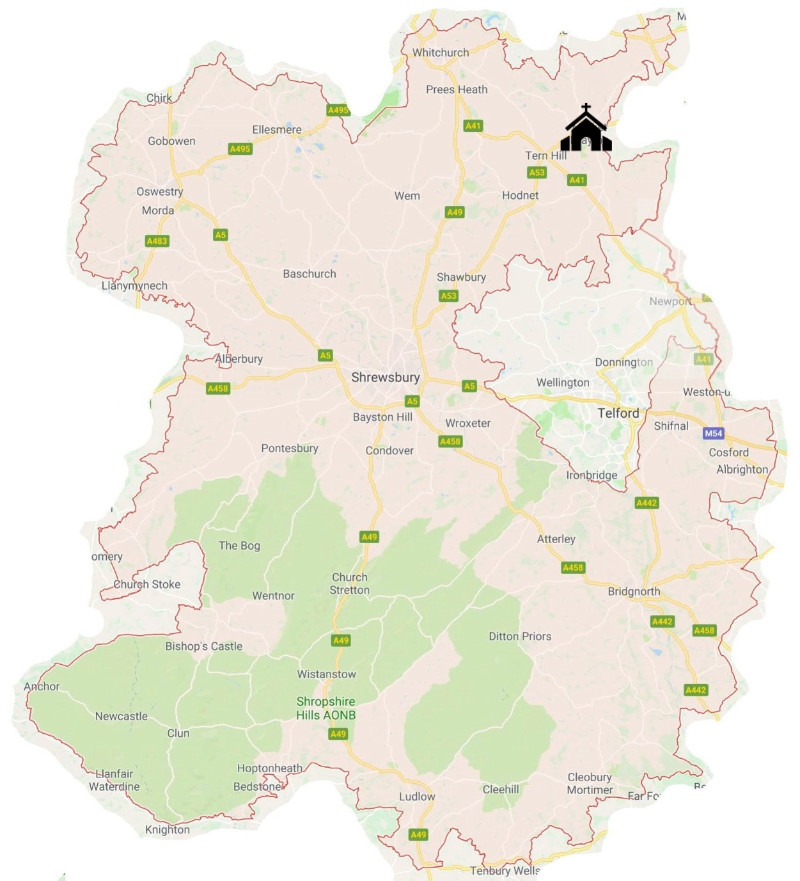 M
Whitchurch
Prees Heath
Chirk
A495
A41
Ellesmere
Gobowen
A495
Tern Hill
A53
A41
Oswestry
Wem
Hodnet
Morda
A49
A5
A483
Baschurch
Shawbury
Llanymynech
A53
Newport
A5
Alberbury
A41
Donnington
Shrewsbury
Wellington
A5
A458
Weston-u
A5
Telford
Bayston Hill
Wroxeter
Shifnal
M54
A458
Pontesbury
Condover
Cosford
Albrighton
Ironbridge
A442
A49
Atterley
The Bog
omery
A458
Church Stoke
Church
Stretton
Wentnor
Bridgnorth
A442
A458
Ditton Priors
A49
Bishop's Castle
Wistanstow
Anchor
A442
Shropshire
Hills AONB
Newcastle
Clun
A49
Hoptonheath
Llanfair
Waterdine
Bedstone
Cleobury
Mortimer
Cleehill
Ludlow
Far Fo
Knighton
A49
Tenbury Wells